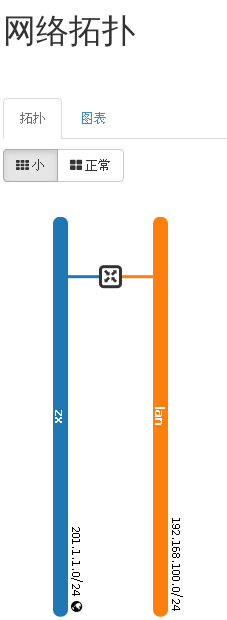 网络拓扑
拓扑
图表
小
正常
zx
lan
201.1.1.0/24
192.168.100.0/24